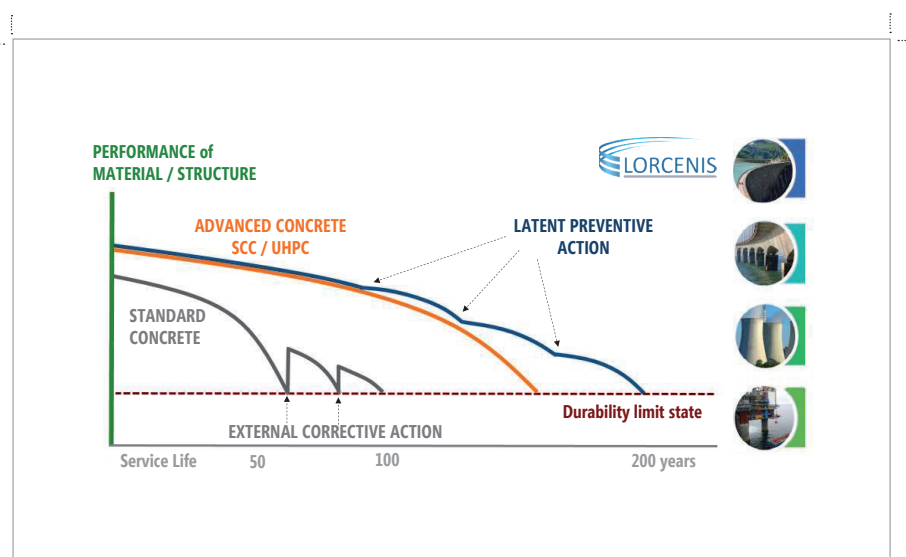 PERFORMANCE of
MATERIAL / STRUCTURE
LORCENIS
ADVANCED CONCRETE
SCC / UHPC
LATENT PREVENTIVE
ACTION
STANDARD
CONCRETE
Durability limit state
EXTERNAL CORRECTIVE ACTION
Service Life 50 100 200 years